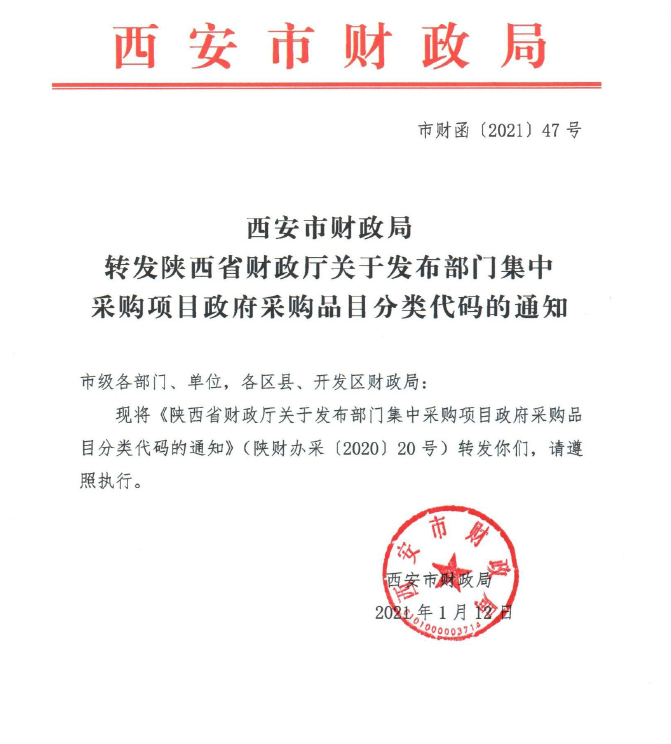 西安市财政局
市财函〔2021〕47号
西安市财政局
转发陕西省财政厅关于发布部门集中
采购项目政府采购品目分类代码的通知
市级各部门、单位，各区县、开发区财政局：
现将《陕西省财政厅关于发布部门集中采购项目政府采购品
目分类代码的通知》（陕财办采〔2020〕20号）转发你们，请遵
照执行。
西安市财政局
西安市财政局
2021年1月12日